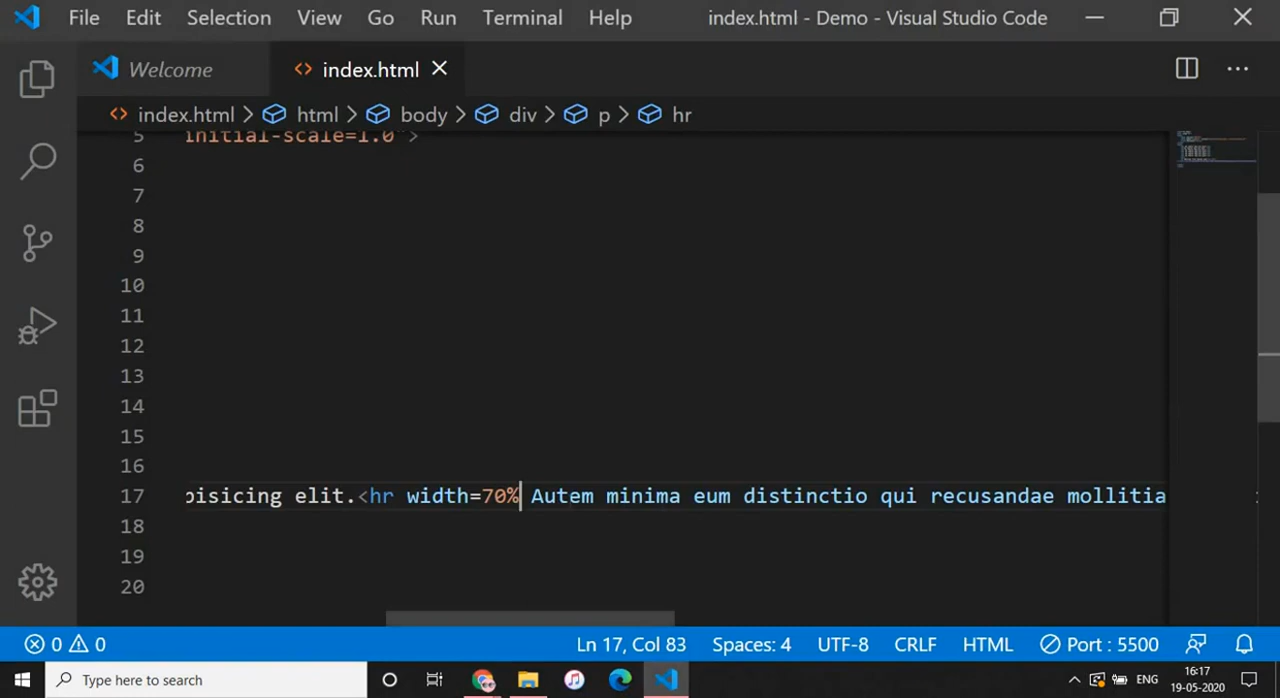 File Edit Selection View Go Run Terminal Help index.html - Demo - Visual Studio Code
Welcome index.html
index.html > html > body > div > p > hr
5 initial-scale=1.0">
6
7
8
9
10
11
12
13
14
15
16
17 pisicing elit.<hr width=70% Autem minima eum distinctio qui recusandae mollitia
18
19
20
0 0 Ln 17, Col 83 Spaces: 4 UTF-8 CRLF HTML Port : 5500
Type here to search ENG 16:17
19-05-2020